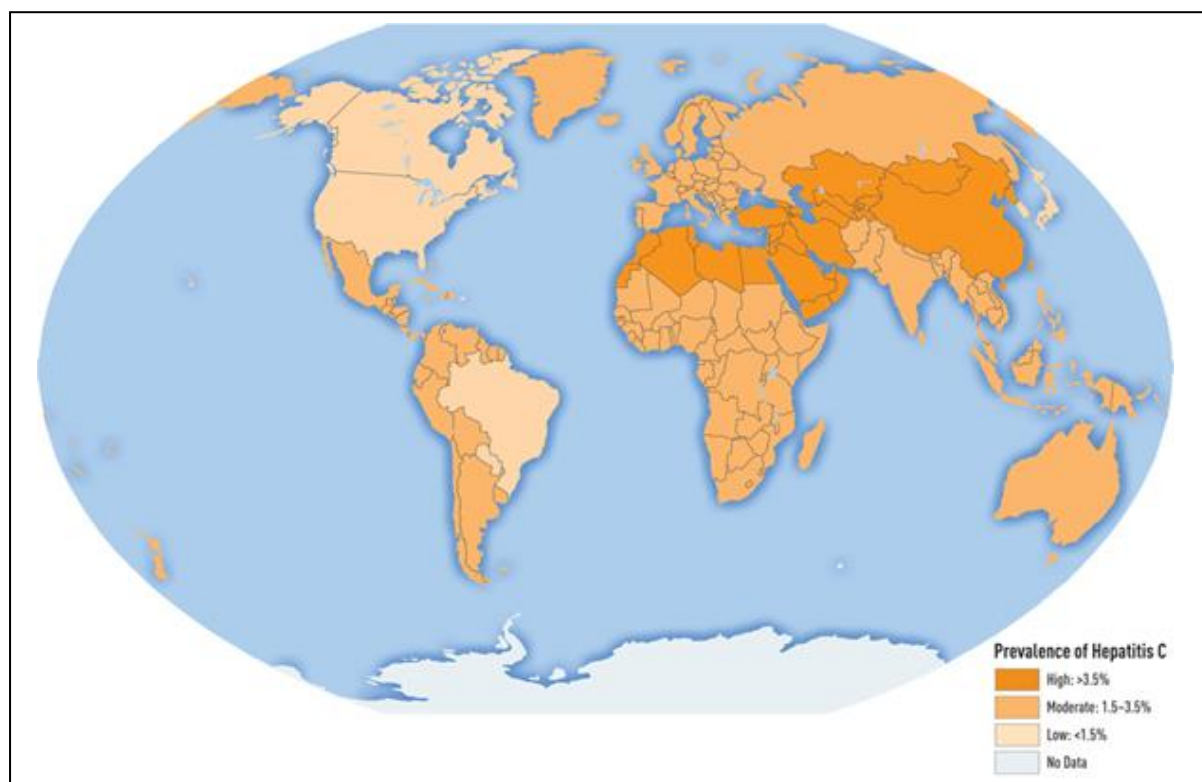 Prevalence of Hepatitis C
High: >3.5%
Moderate: 1.5–3.5%
Low: <1.5%
No Data